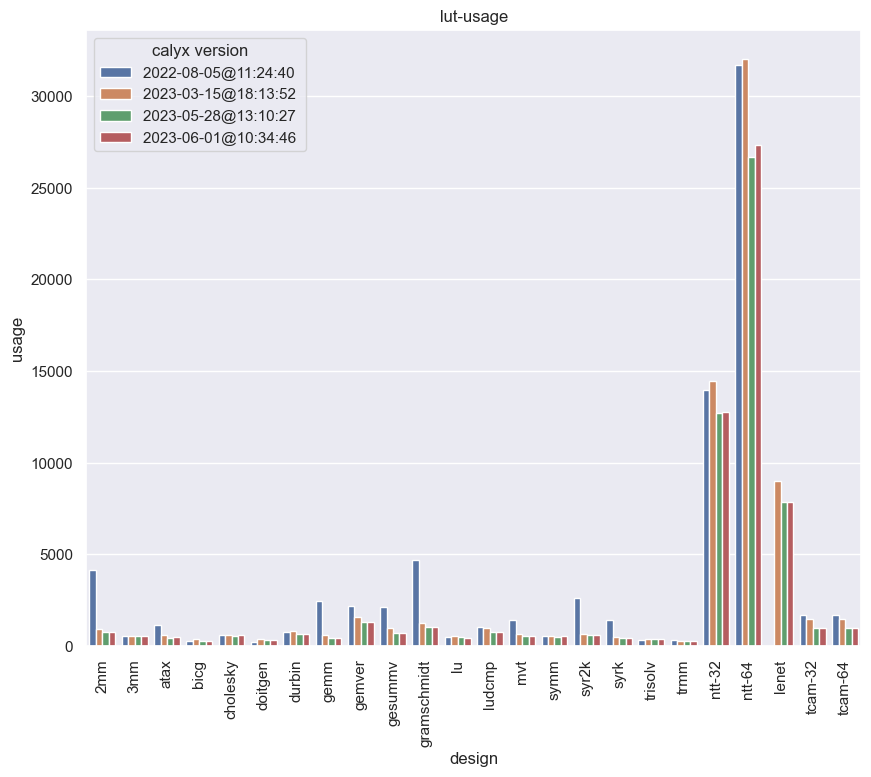 lut-usage
calyx version
2022-08-05@11:24:40
2023-03-15@18:13:52
2023-05-28@13:10:27
2023-06-01@10:34:46
usage
30000
25000
20000
15000
10000
5000
0
2mm
3mm
atax
bicg
cholesky
doitgen
durbin
gemm
gemver
gesummv
gramschmidt
lu
ludcmp
mvt
symm
syr2k
syrk
trisolv
trmm
ntt-32
ntt-64
lenet
tcam-32
tcam-64
design